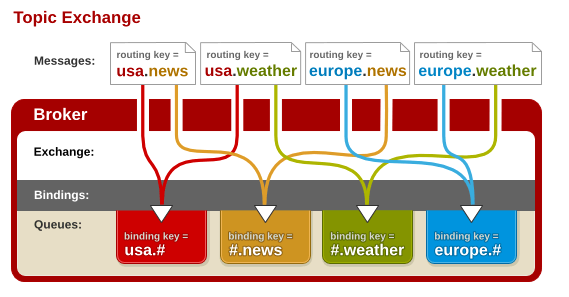 Topic Exchange
Messages:
routing key =
usa.news
routing key =
usa.weather
routing key =
europe.news
routing key =
europe.weather
Broker
Exchange:
Bindings:
Queues:
binding key =
usa.#
binding key =
#.news
binding key =
#.weather
binding key =
europe.#